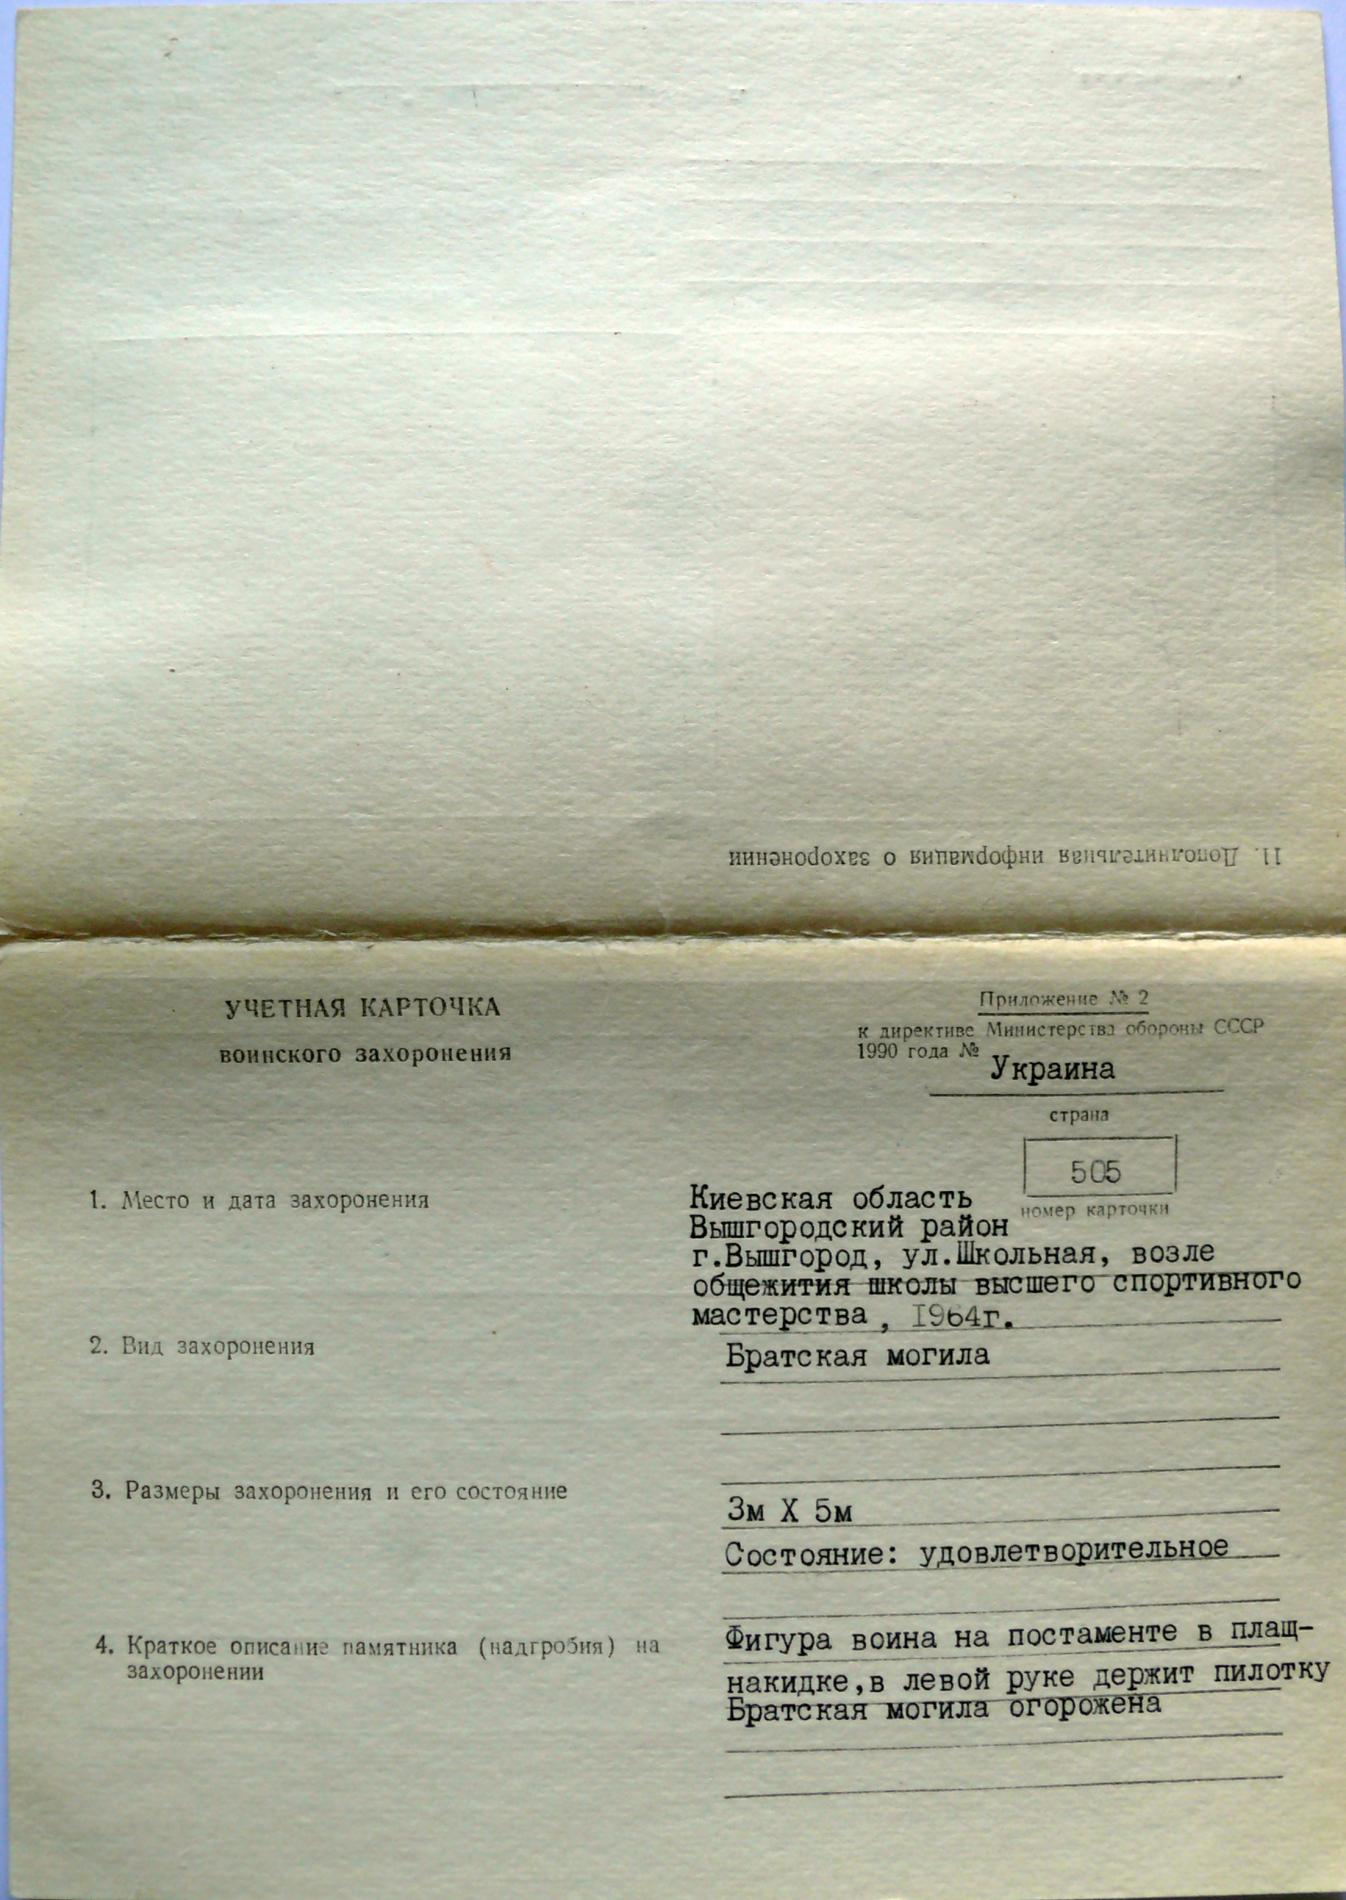 11. Дополнительная информация о захоронении
УЧЕТНАЯ КАРТОЧКА
воинского захоронения
Приложение № 2
к директиве Министерства обороны СССР
1990 года №
Украина
страна
505
номер карточки
1. Место и дата захоронения
Киевская область
Вышгородский район
г.Вышгород, ул.Школьная, возле
общежития школы высшего спортивного
мастерства , 1964г.
2. Вид захоронения
Братская могила
3. Размеры захоронения и его состояние
3м X 5м
Состояние: удовлетворительное
4. Краткое описание памятника (надгробия) на
захоронении
Фигура воина на постаменте в плащ-
накидке,в левой руке держит пилотку
Братская могила огорожена